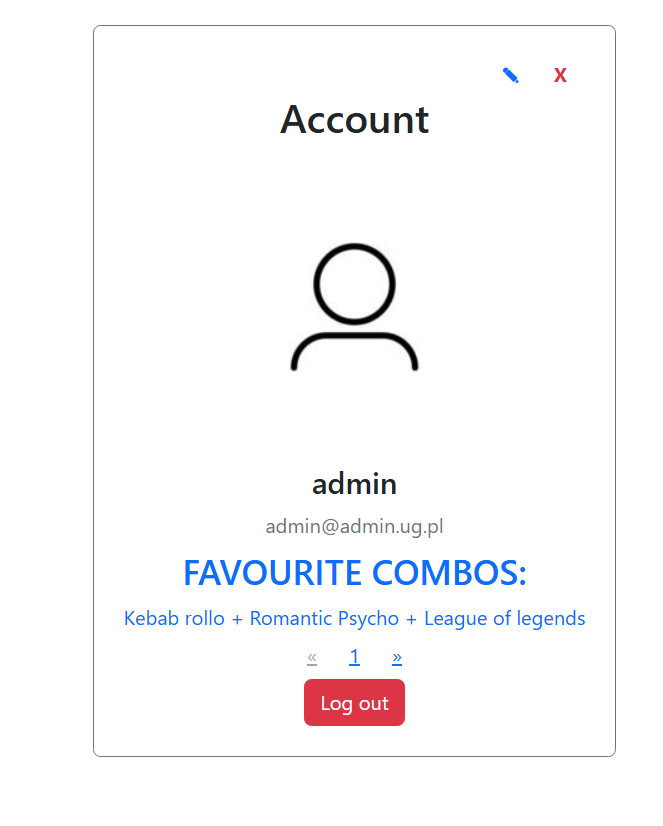 X
Account
admin
admin@admin.ug.pl
FAVOURITE COMBOS:
Kebab rollo + Romantic Psycho + League of legends
« 1 »
Log out